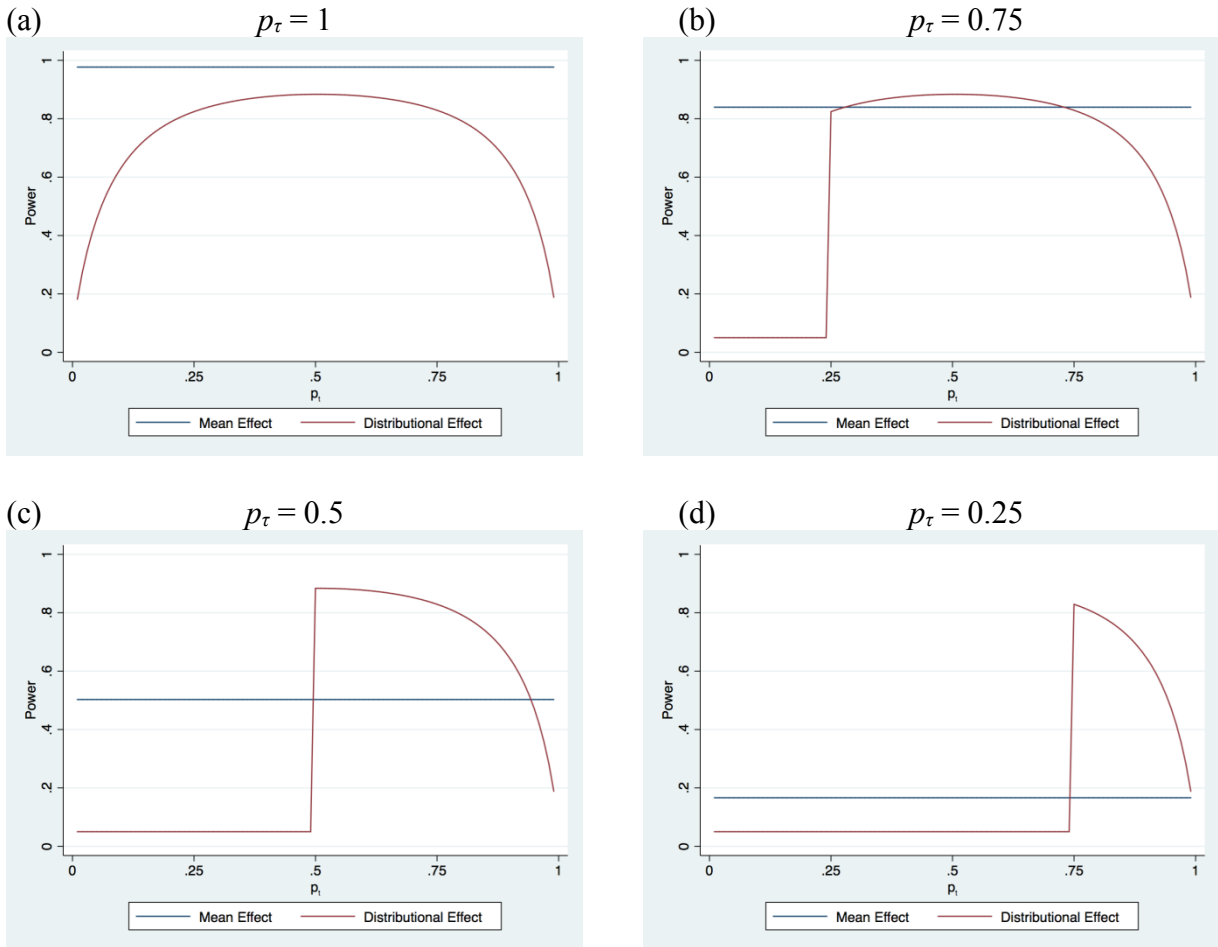 (a) pτ = 1
1
.8
.6
.4
.2
0
Power
0 .25 .5 .75 1
pₜ
Mean Effect Distributional Effect
(b) pτ = 0.75
1
.8
.6
.4
.2
0
Power
0 .25 .5 .75 1
pₜ
Mean Effect Distributional Effect
(c) pτ = 0.5
1
.8
.6
.4
.2
0
Power
0 .25 .5 .75 1
pₜ
Mean Effect Distributional Effect
(d) pτ = 0.25
1
.8
.6
.4
.2
0
Power
0 .25 .5 .75 1
pₜ
Mean Effect Distributional Effect